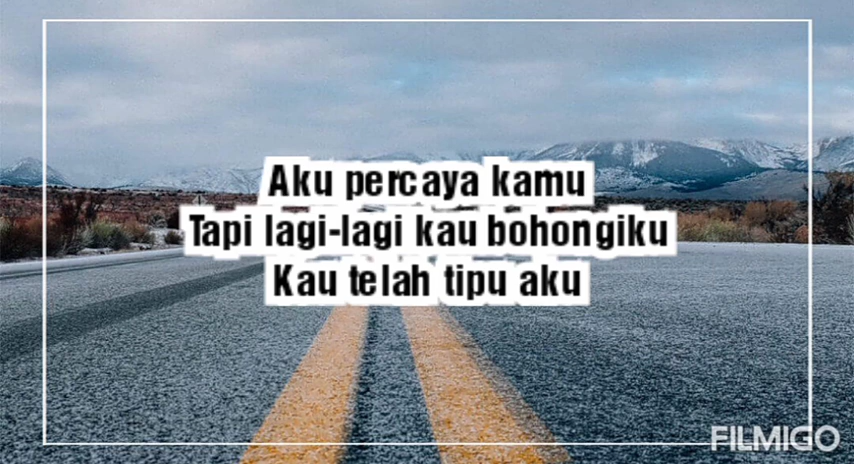 Aku percaya kamu
Tapi lagi-lagi kau bohongiku
Kau telah tipu aku
FILMIGO